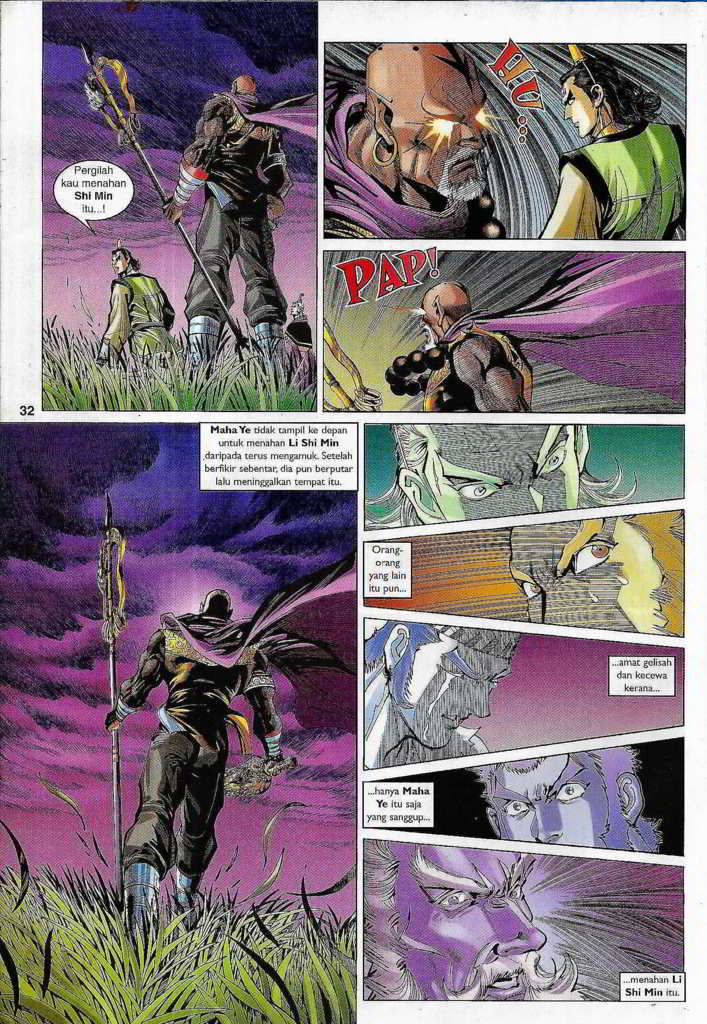 Pergilah
kau menahan
Shi Min
itu...!
HU...
PAP!
32
Maha Ye tidak tampil ke depan
untuk menahan Li Shi Min
daripada terus mengamuk. Setelah
berfikir sebentar, dia pun berputar
lalu meninggalkan tempat itu.
Orang-
orang
yang lain
itu pun...
...amat gelisah
dan kecewa
kerana...
...hanya Maha
Ye itu saja
yang sanggup...
...menahan Li
Shi Min itu.